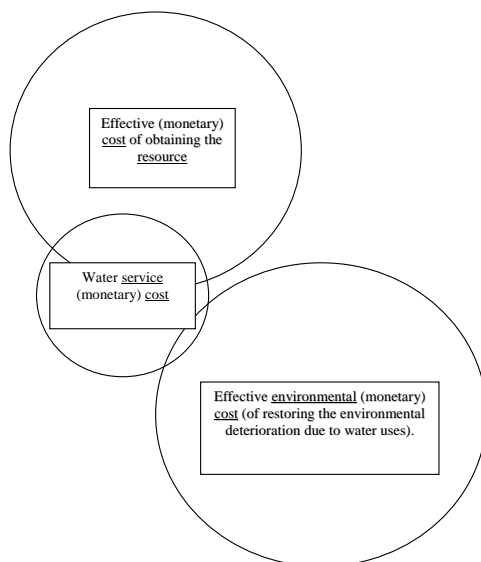 Effective (monetary)
cost of obtaining the
resource
Water service
(monetary) cost
Effective environmental (monetary)
cost (of restoring the environmental
deterioration due to water uses).